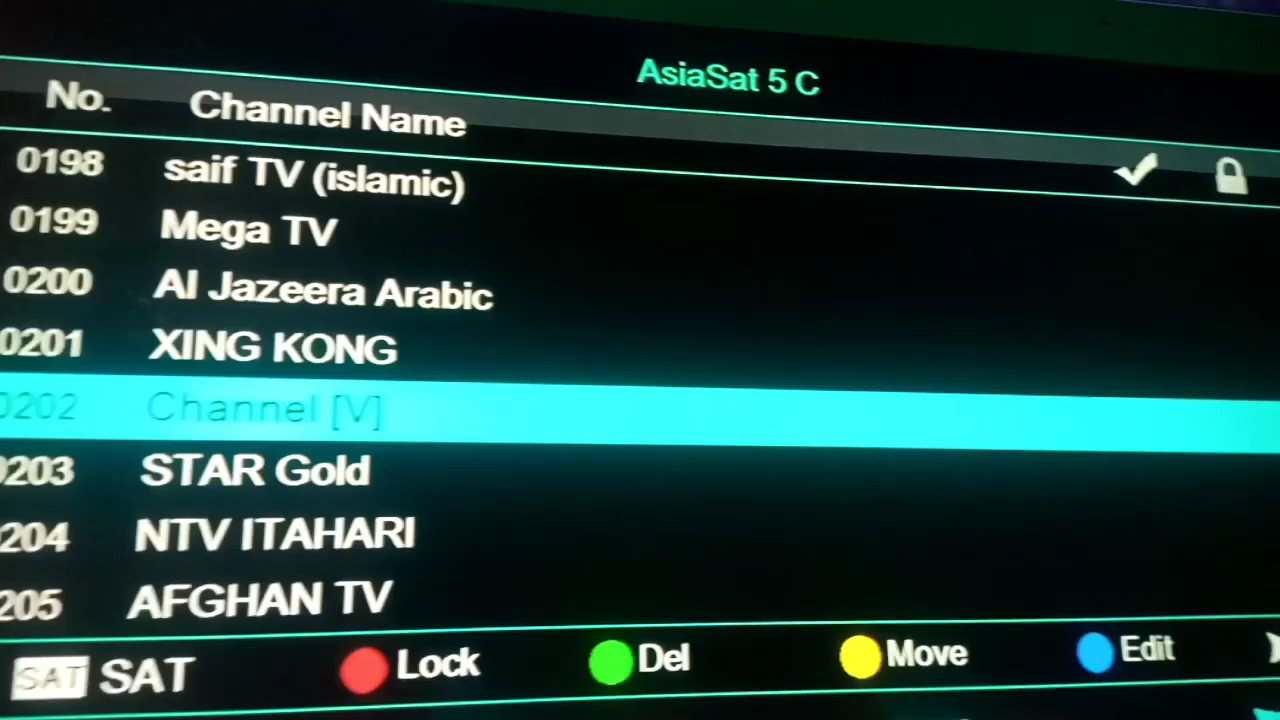 AsiaSat 5 C
No. Channel Name
0198 saif TV (islamic)
0199 Mega TV
0200 Al Jazeera Arabic
0201 XING KONG
0202 Channel [V]
0203 STAR Gold
0204 NTV ITAHARI
205 AFGHAN TV
SAT SAT Lock Del Move Edit